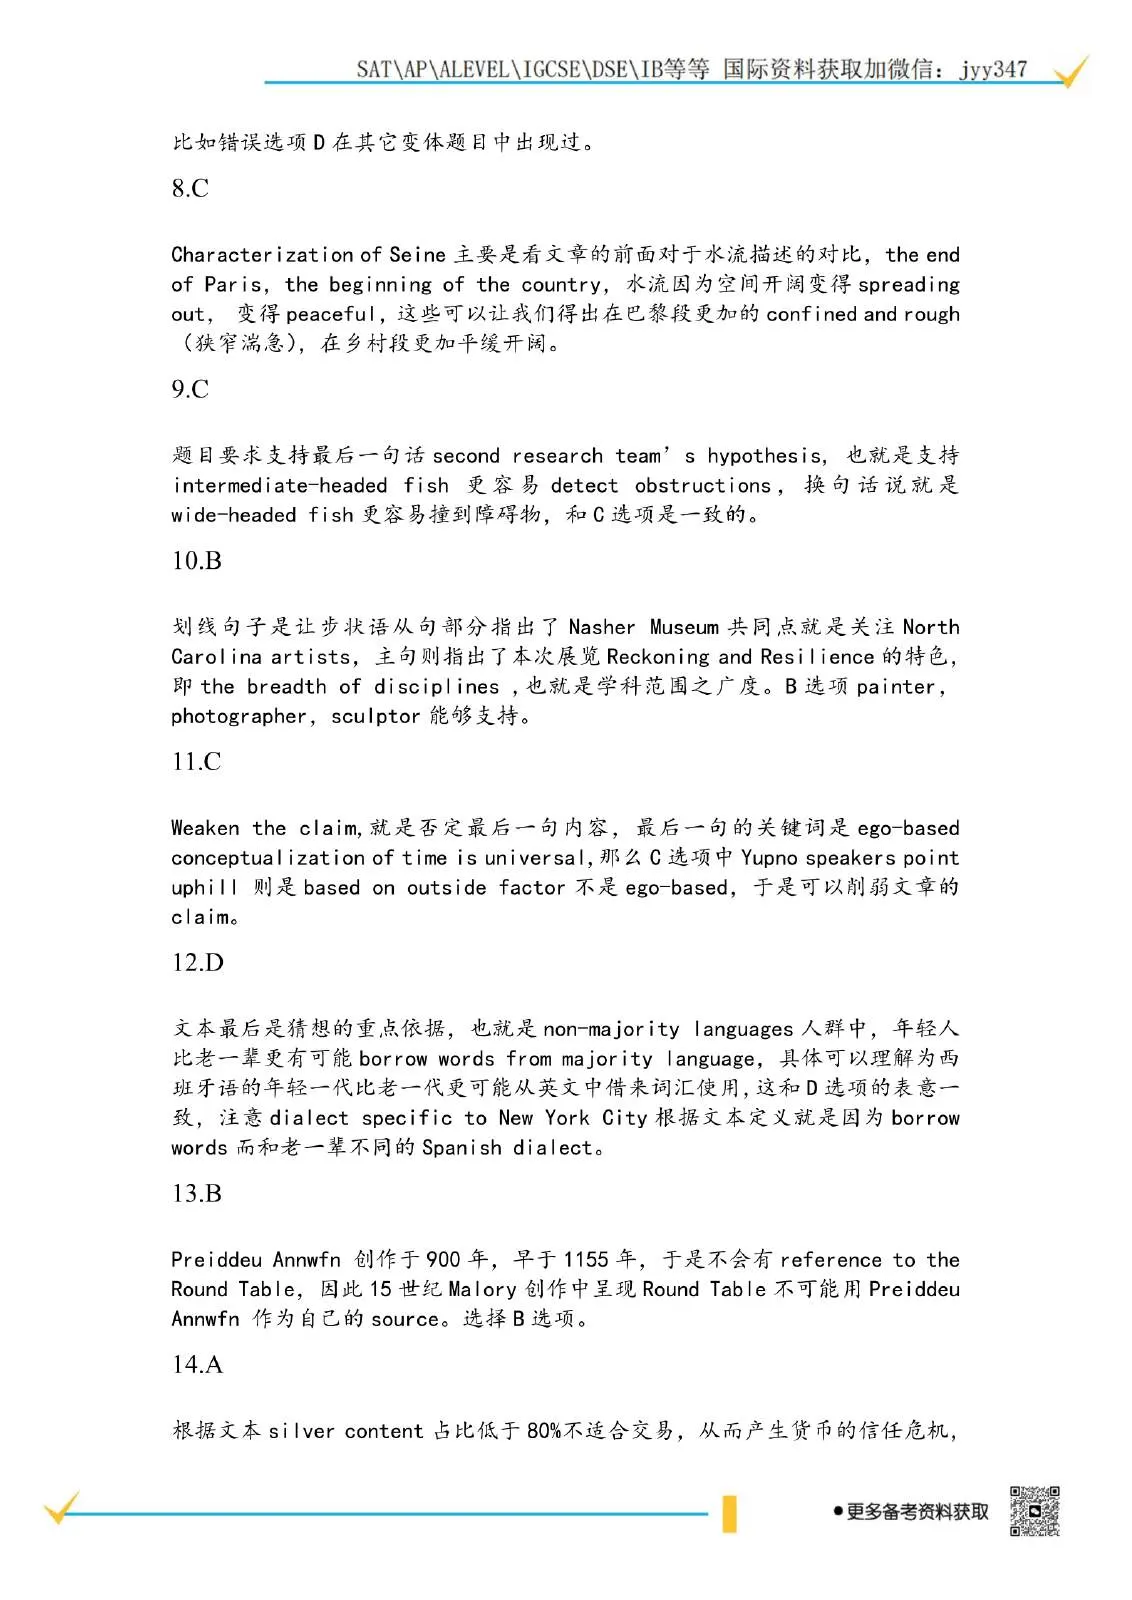 SAT\AP\ALEVEL\IGCSE\DSE\IB等等 国际资料获取加微信：jyy347
比如错误选项 D 在其它变体题目中出现过。
8.C
Characterization of Seine 主要是看文章的前面对于水流描述的对比，the end
of Paris, the beginning of the country，水流因为空间开阔变得 spreading
out， 变得 peaceful，这些可以让我们得出在巴黎段更加的 confined and rough
（狭窄湍急），在乡村段更加平缓开阔。
9.C
题目要求支持最后一句话 second research team’s hypothesis, 也就是支持
intermediate-headed fish 更容易 detect obstructions，换句话说就是
wide-headed fish 更容易撞到障碍物，和 C 选项是一致的。
10.B
划线句子是让步状语从句部分指出了 Nasher Museum 共同点就是关注 North
Carolina artists，主句则指出了本次展览 Reckoning and Resilience 的特色，
即 the breadth of disciplines ,也就是学科范围之广度。B 选项 painter，
photographer，sculptor 能够支持。
11.C
Weaken the claim,就是否定最后一句内容，最后一句的关键词是 ego-based
conceptualization of time is universal,那么 C 选项中 Yupno speakers point
uphill 则是 based on outside factor 不是 ego-based，于是可以削弱文章的
claim。
12.D
文本最后是猜想的重点依据，也就是 non-majority languages 人群中，年轻人
比老一辈更有可能 borrow words from majority language，具体可以理解为西
班牙语的年轻一代比老一代更可能从英文中借来词汇使用,这和 D 选项的表意一
致，注意 dialect specific to New York City 根据文本定义就是因为 borrow
words 而和老一辈不同的 Spanish dialect。
13.B
Preiddeu Annwfn 创作于 900 年，早于 1155 年，于是不会有 reference to the
Round Table，因此 15 世纪 Malory 创作中呈现 Round Table 不可能用 Preiddeu
Annwfn 作为自己的 source。选择 B 选项。
14.A
根据文本 silver content 占比低于 80%不适合交易，从而产生货币的信任危机，
●更多备考资料获取